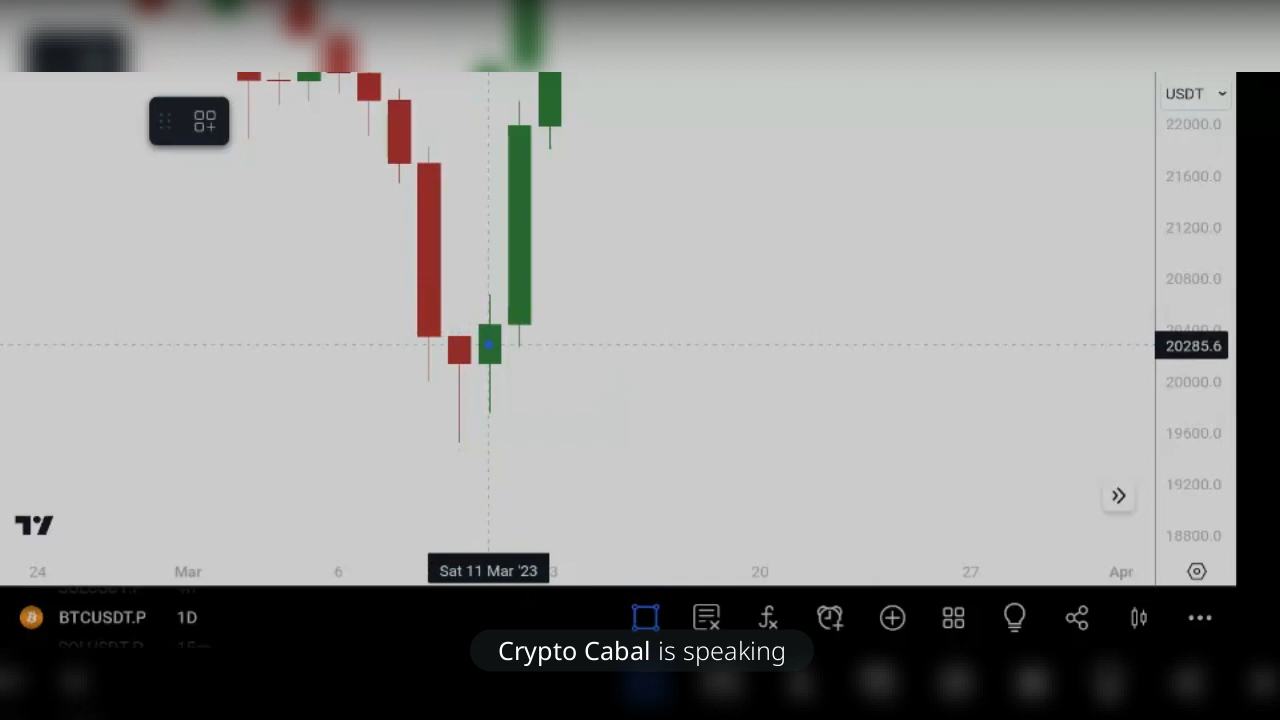 USDT
22000.0
21600.0
21200.0
20800.0
20285.6
20000.0
19600.0
19200.0
18800.0
24 Mar 6 Sat 11 Mar '23 3 20 27 Apr
BTCUSDT.P 1D
Crypto Cabal is speaking